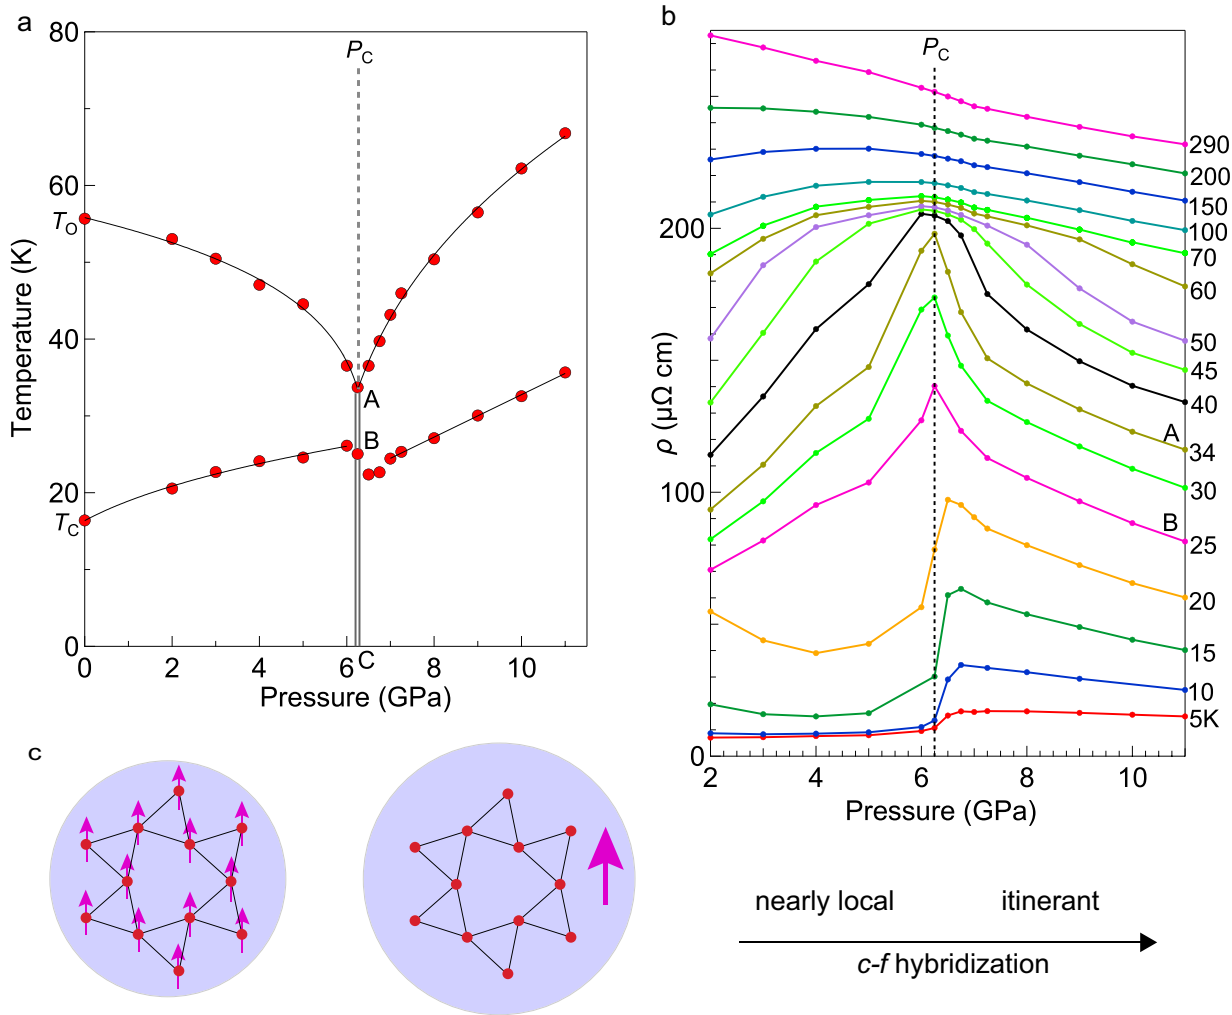 a
80
60
40
20
0
Temperature (K)
T_O
T_C
P_C
A
B
C
0
2
4
6
8
10
Pressure (GPa)
b
P_C
200
100
0
ρ (μΩ cm)
290
200
150
100
70
60
50
45
40
A
34
30
B
25
20
15
10
5K
2
4
6
8
10
Pressure (GPa)
c
nearly local
itinerant
c-f hybridization